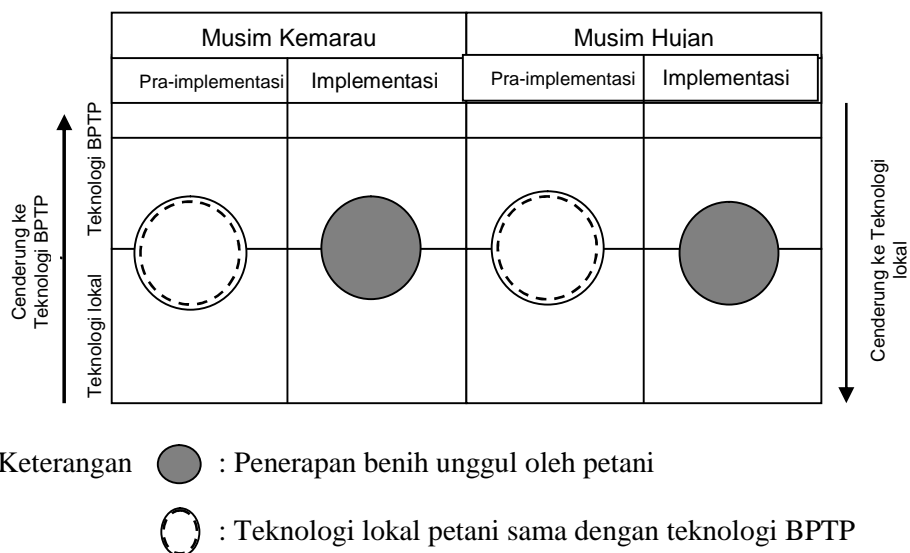 Musim Kemarau
Musim Hujan
Pra-implementasi
Implementasi
Pra-implementasi
Implementasi
Cenderung ke
Teknologi BPTP
Teknologi BPTP
Teknologi lokal
Cenderung ke Teknologi
lokal
Keterangan : Penerapan benih unggul oleh petani
: Teknologi lokal petani sama dengan teknologi BPTP